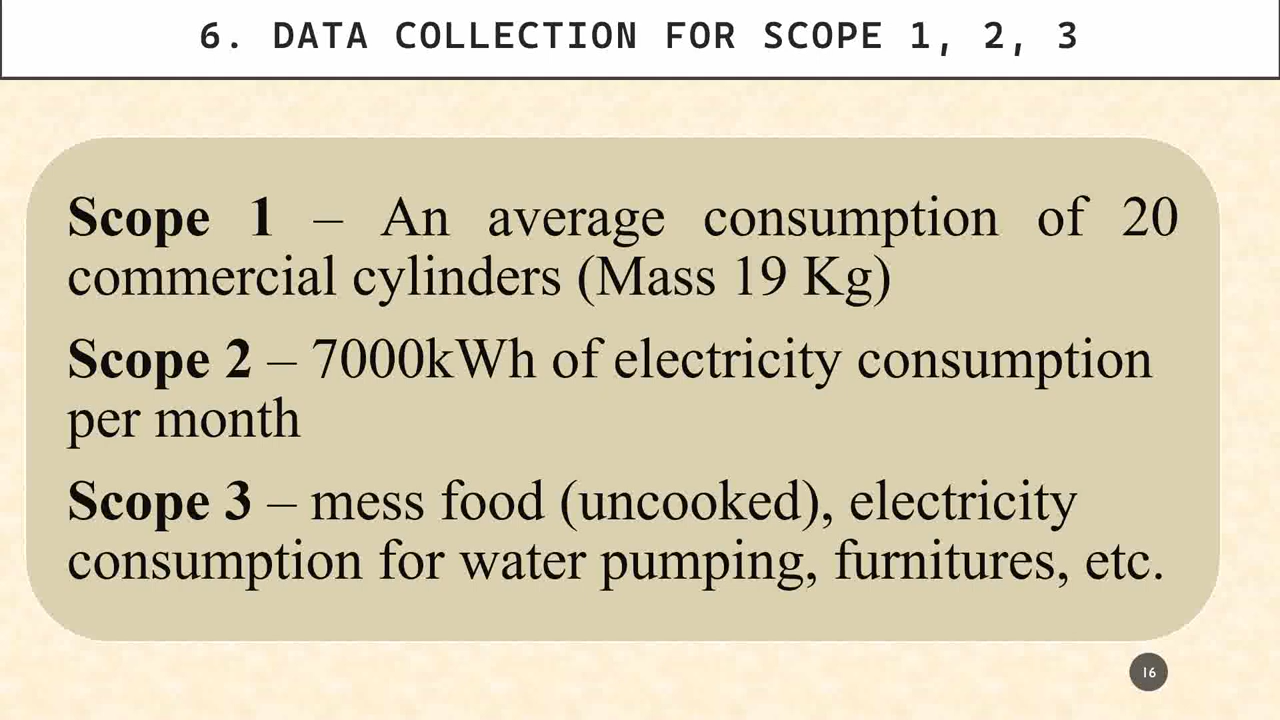 6. DATA COLLECTION FOR SCOPE 1, 2, 3
Scope 1 – An average consumption of 20
commercial cylinders (Mass 19 Kg)
Scope 2 – 7000kWh of electricity consumption
per month
Scope 3 – mess food (uncooked), electricity
consumption for water pumping, furnitures, etc.
16